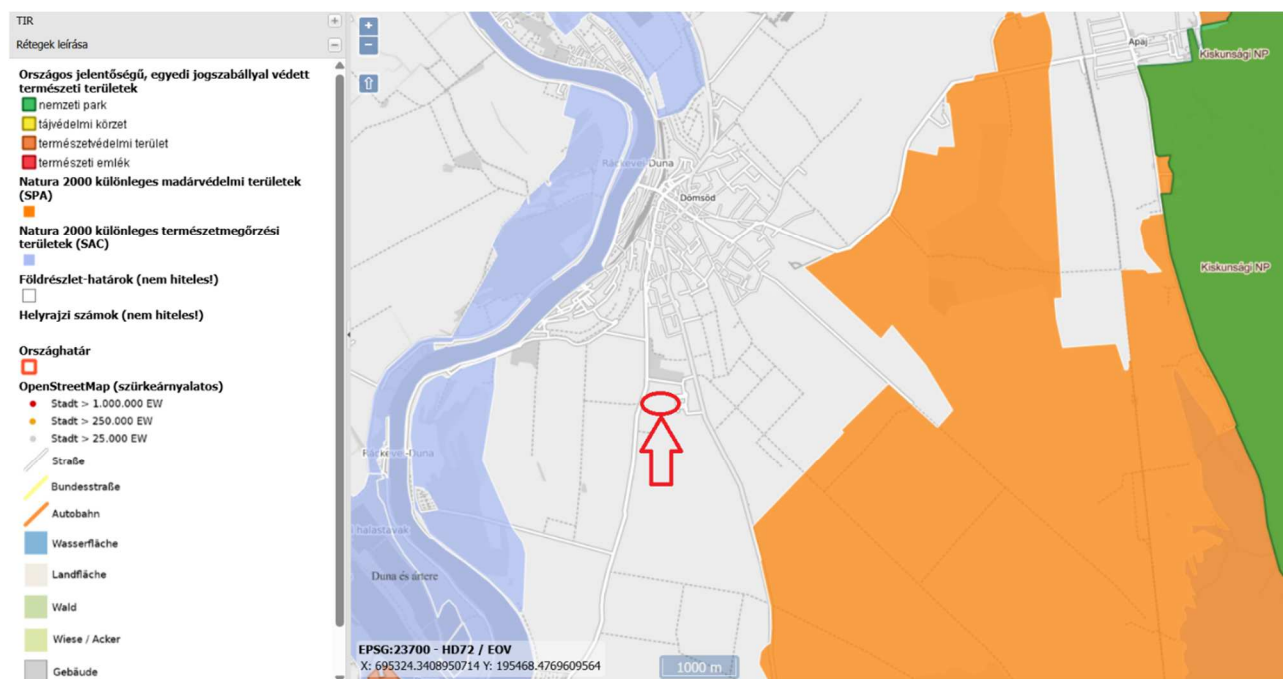 TIR
Rétegek leírása
Országos jelentőségű, egyedi jogszabállyal védett
természeti területek
nemzeti park
tájvédelmi körzet
természetvédelmi terület
természeti emlék
Natura 2000 különleges madárvédelmi területek
(SPA)
Natura 2000 különleges természetmegőrzési
területek (SAC)
Földrészlet-határok (nem hiteles!)
Helyrajzi számok (nem hiteles!)
Országhatár
OpenStreetMap (szürkeárnyalatos)
Stadt > 1.000.000 EW
Stadt > 250.000 EW
Stadt > 25.000 EW
Straße
Bundesstraße
Autobahn
Wasserfläche
Landfläche
Wald
Wiese / Acker
Gebäude
Apaj
Kiskunsági NP
Ráckevei-Duna
Dömsöd
Kiskunsági NP
Ráckevei-Duna
halastavak
Duna és ártere
EPSG:23700 - HD72 / EOV
X: 695324.3408950714 Y: 195468.4769609564
1000 m